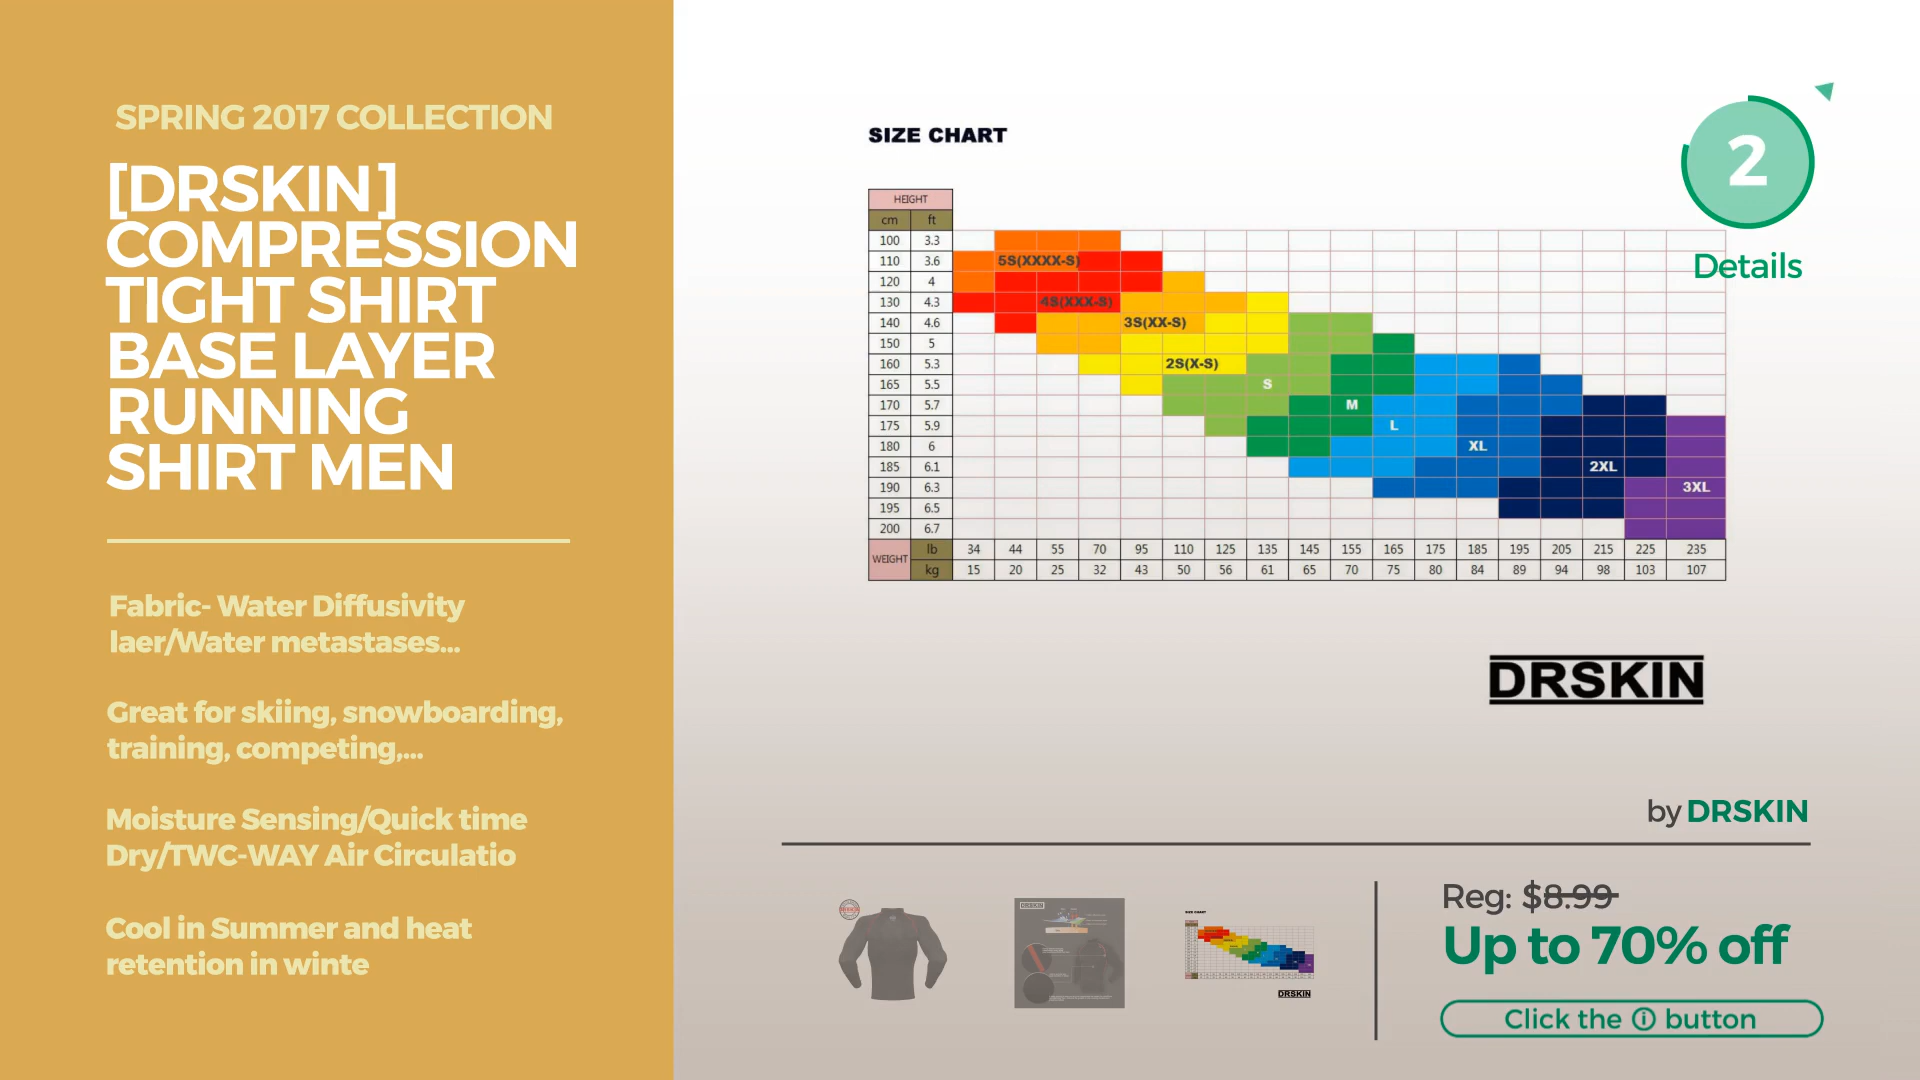 SPRING 2017 COLLECTION
[DRSKIN]
COMPRESSION
TIGHT SHIRT
BASE LAYER
RUNNING
SHIRT MEN
Fabric- Water Diffusivity
laer/Water metastases...
Great for skiing, snowboarding,
training, competing,...
Moisture Sensing/Quick time
Dry/TWC-WAY Air Circulatio
Cool in Summer and heat
retention in winte
SIZE CHART
2
Details
HEIGHT
cm ft
100 3.3
110 3.6 5S(XXXX-S)
120 4
130 4.3 4S(XXX-S)
140 4.6 3S(XX-S)
150 5
160 5.3 2S(X-S)
165 5.5 S
170 5.7 M
175 5.9 L
180 6 XL
185 6.1 2XL
190 6.3 3XL
195 6.5
200 6.7
WEIGHT lb 34 44 55 70 95 110 125 135 145 155 165 175 185 195 205 215 225 235
kg 15 20 25 32 43 50 56 61 65 70 75 80 84 89 94 98 103 107
DRSKIN
by DRSKIN
SIZE CHART
DRSKIN
DRSKIN
Reg: $8.99
Up to 70% off
Click the ⓘ button